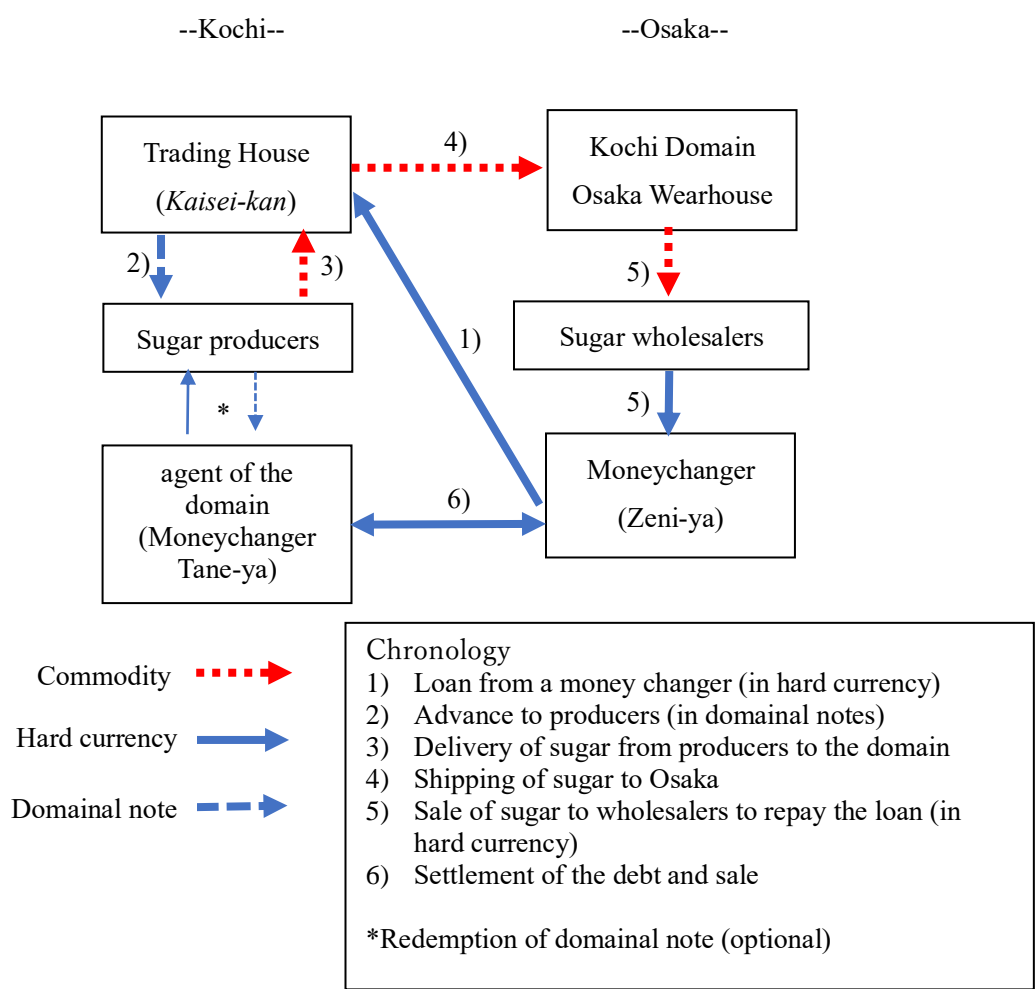 --Kochi--
--Osaka--
Trading House
(Kaisei-kan)
4)
Kochi Domain
Osaka Wearhouse
2)
3)
5)
Sugar producers
1)
Sugar wholesalers
*
5)
agent of the
domain
(Moneychanger
Tane-ya)
6)
Moneychanger
(Zeni-ya)
Commodity
Hard currency
Domainal note
Chronology
1) Loan from a money changer (in hard currency)
2) Advance to producers (in domainal notes)
3) Delivery of sugar from producers to the domain
4) Shipping of sugar to Osaka
5) Sale of sugar to wholesalers to repay the loan (in
hard currency)
6) Settlement of the debt and sale
*Redemption of domainal note (optional)